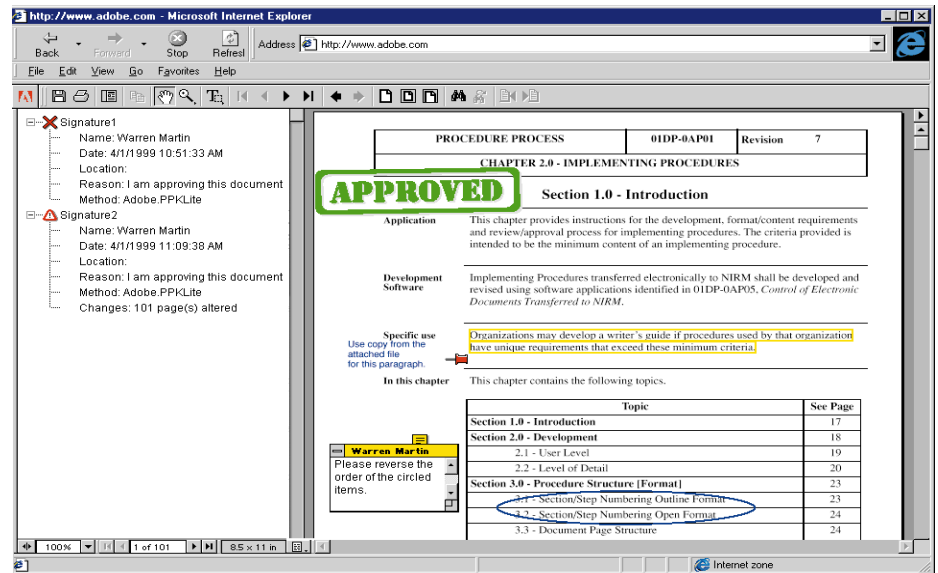 http://www.adobe.com - Microsoft Internet Explorer
Back Forward Stop Refresl Address http://www.adobe.com
File Edit View Go Favorites Help
Signature1
Name: Warren Martin
Date: 4/1/1999 10:51:33 AM
Location:
Reason: I am approving this document
Method: Adobe.PPKLite
Signature2
Name: Warren Martin
Date: 4/1/1999 11:09:38 AM
Location:
Reason: I am approving this document
Method: Adobe.PPKLite
Changes: 101 page(s) altered
PROCEDURE PROCESS 01DP-0AP01 Revision 7
CHAPTER 2.0 - IMPLEMENTING PROCEDURES
APPROVED
Section 1.0 - Introduction
Application This chapter provides instructions for the development, format/content requirements
and review/approval process for implementing procedures. The criteria provided is
intended to be the minimum content of an implementing procedure.
Development Implementing Procedures transferred electronically to NIRM shall be developed and
Software revised using software applications identified in 01DP-0AP05, Control of Electronic
Documents Transferred to NIRM.
Specific use Organizations may develop a writer's guide if procedures used by that organization
have unique requirements that exceed these minimum criteria.
Use copy from the
attached file
for this paragraph.
In this chapter This chapter contains the following topics.
Topic See Page
Section 1.0 - Introduction 17
Section 2.0 - Development 18
2.1 - User Level 19
2.2 - Level of Detail 20
Section 3.0 - Procedure Structure [Format] 23
3.1 - Section/Step Numbering Outline Format 23
3.2 - Section/Step Numbering Open Format 24
3.3 - Document Page Structure 24
Warren Martin
Please reverse the
order of the circled
items.
100% 1 of 101 8.5 x 11 in
Internet zone